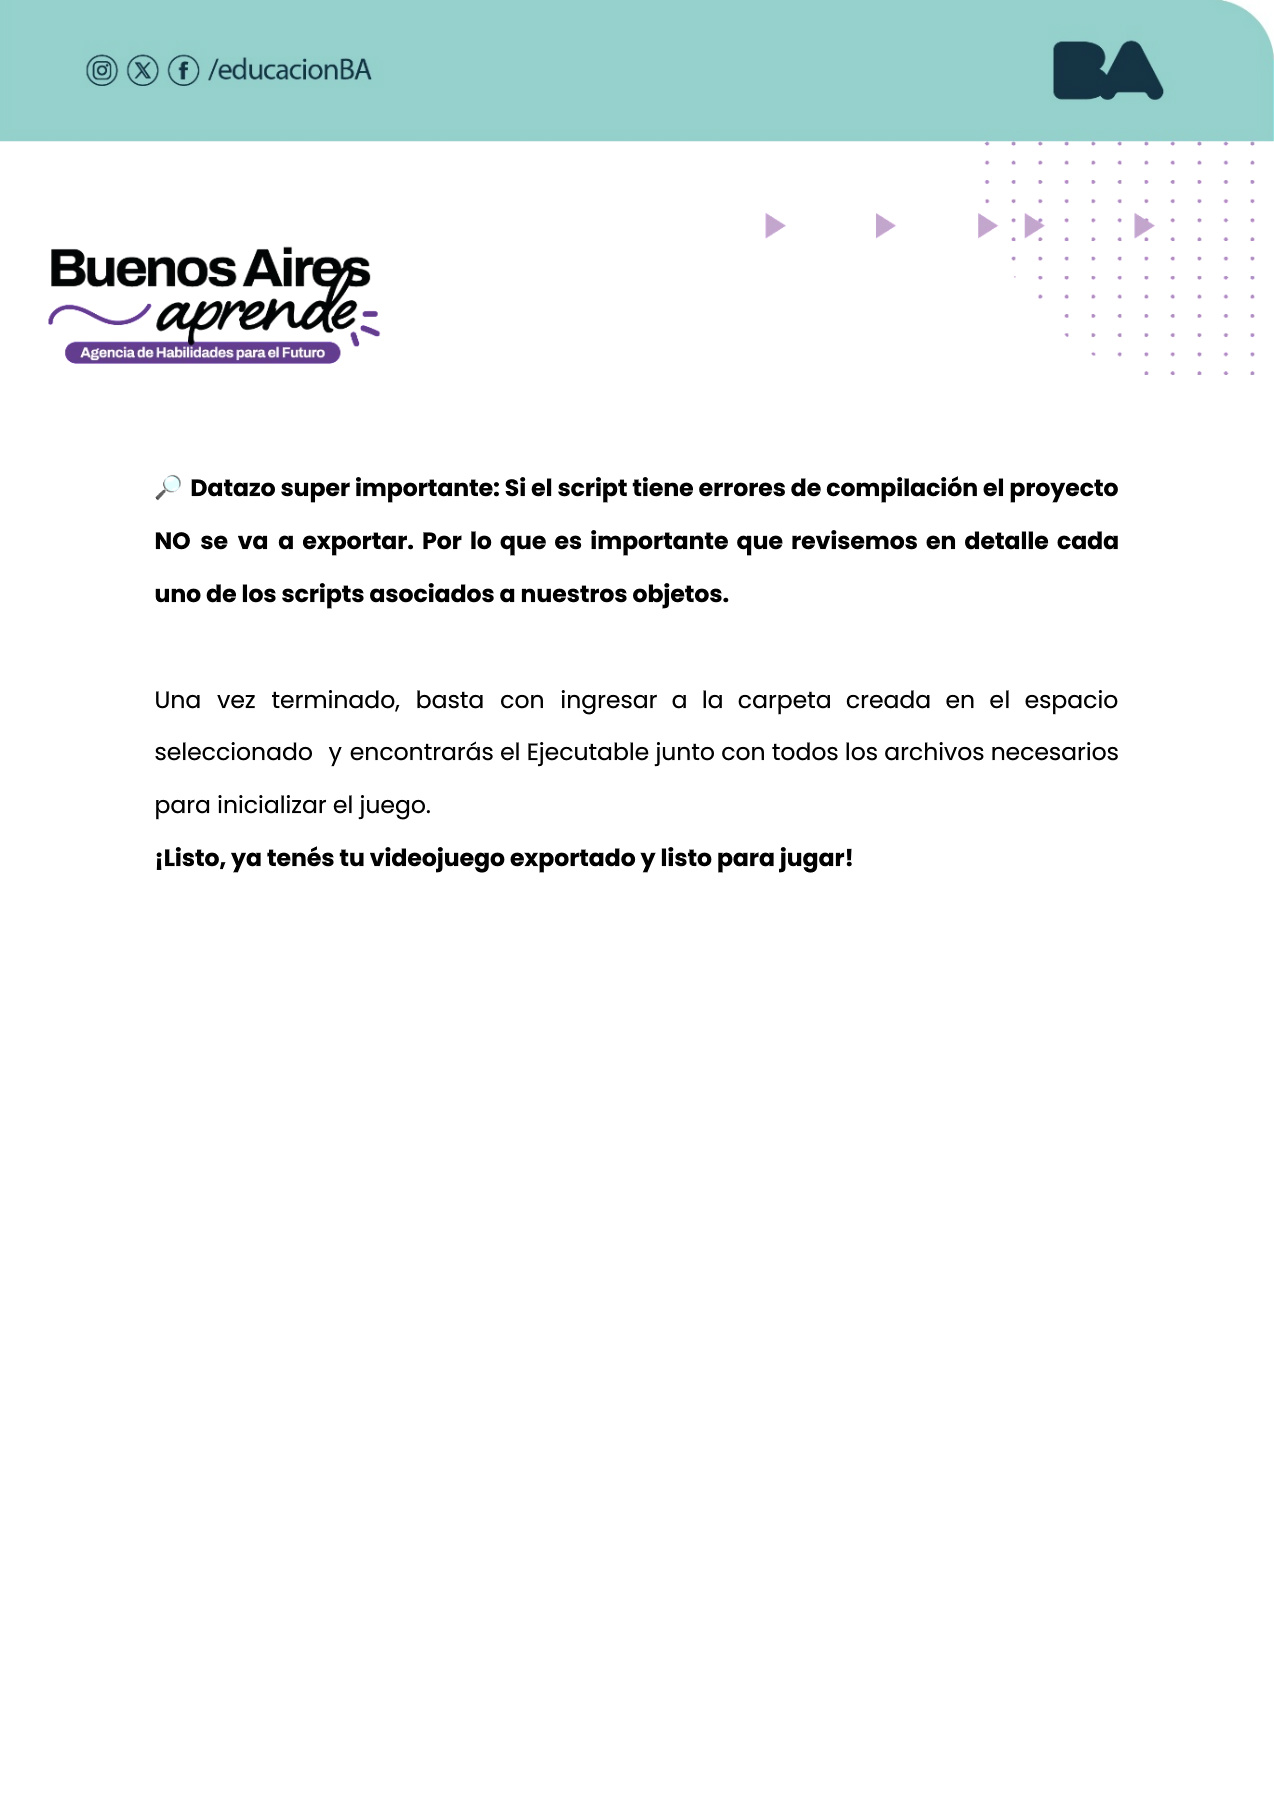 /educacionBA
BA
Buenos Aires
aprende
Agencia de Habilidades para el Futuro
🔎 Datazo super importante: Si el script tiene errores de compilación el proyecto
NO se va a exportar. Por lo que es importante que revisemos en detalle cada
uno de los scripts asociados a nuestros objetos.
Una vez terminado, basta con ingresar a la carpeta creada en el espacio
seleccionado y encontrarás el Ejecutable junto con todos los archivos necesarios
para inicializar el juego.
¡Listo, ya tenés tu videojuego exportado y listo para jugar!